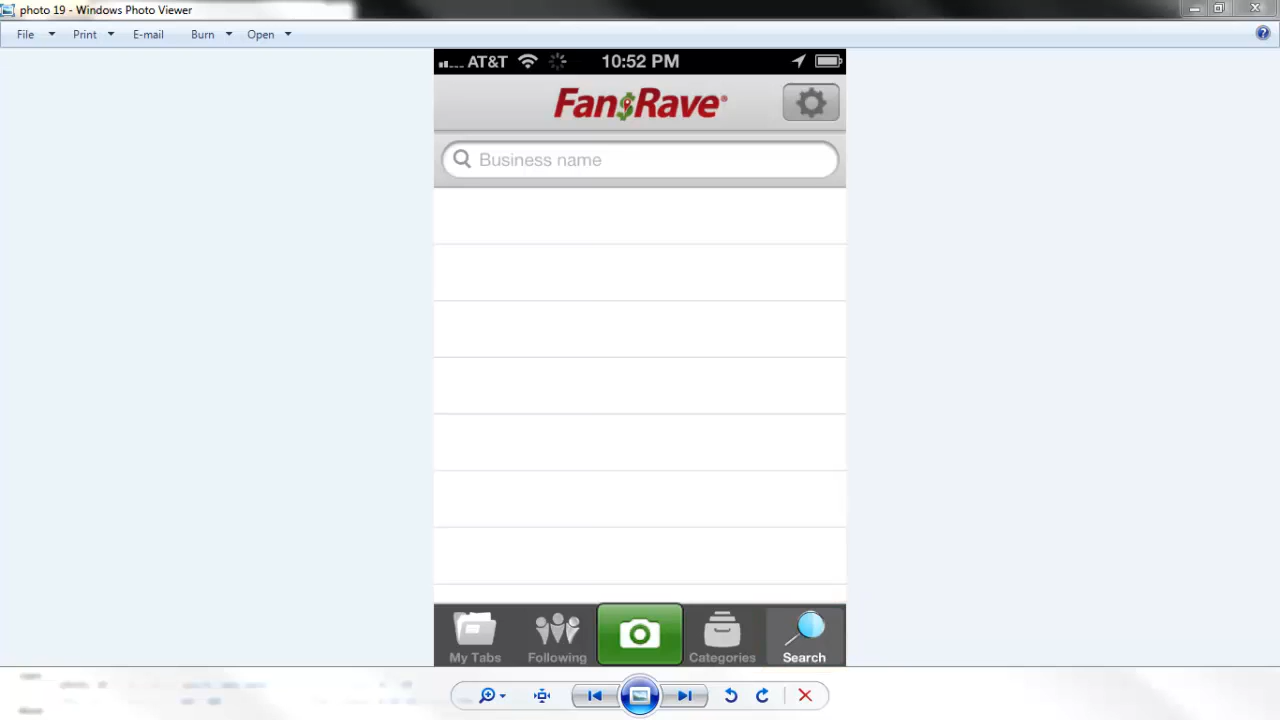 photo 19 - Windows Photo Viewer
File Print E-mail Burn Open
AT&T 10:52 PM
Fan$Rave®
Business name
My Tabs Following Categories Search